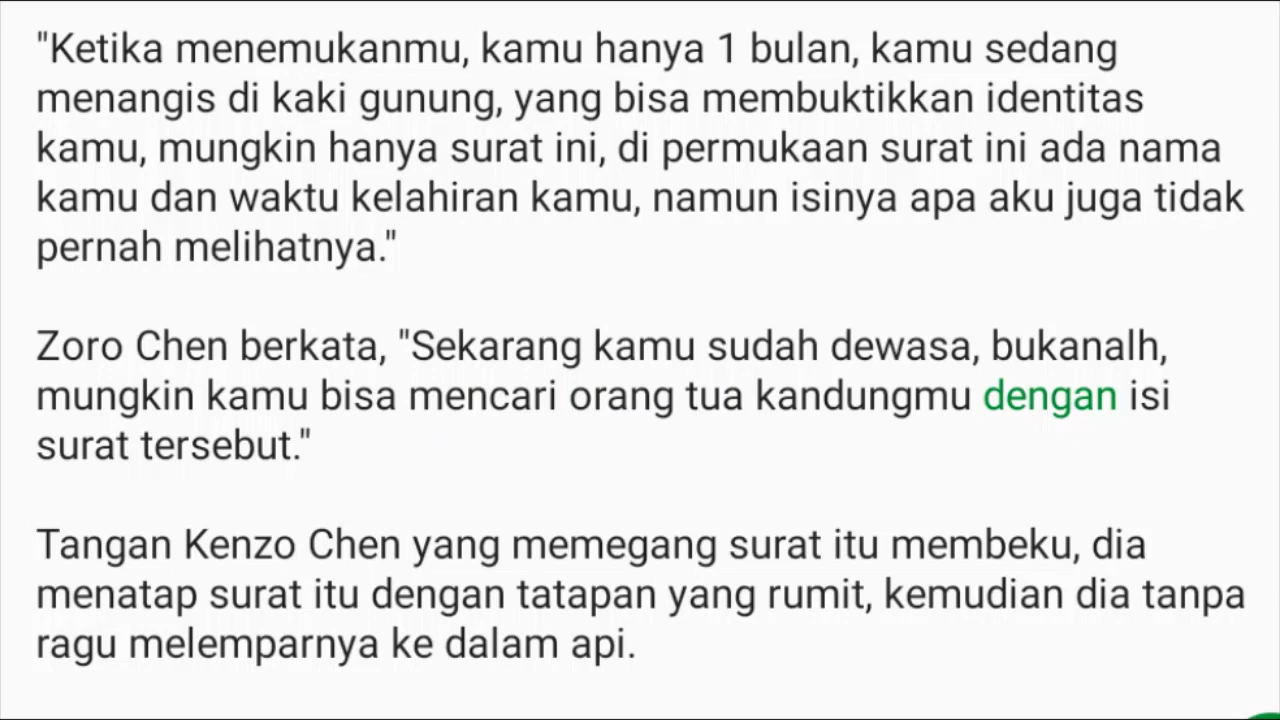 "Ketika menemukanmu, kamu hanya 1 bulan, kamu sedang
menangis di kaki gunung, yang bisa membuktikkan identitas
kamu, mungkin hanya surat ini, di permukaan surat ini ada nama
kamu dan waktu kelahiran kamu, namun isinya apa aku juga tidak
pernah melihatnya."
Zoro Chen berkata, "Sekarang kamu sudah dewasa, bukanalh,
mungkin kamu bisa mencari orang tua kandungmu dengan isi
surat tersebut."
Tangan Kenzo Chen yang memegang surat itu membeku, dia
menatap surat itu dengan tatapan yang rumit, kemudian dia tanpa
ragu melemparnya ke dalam api.